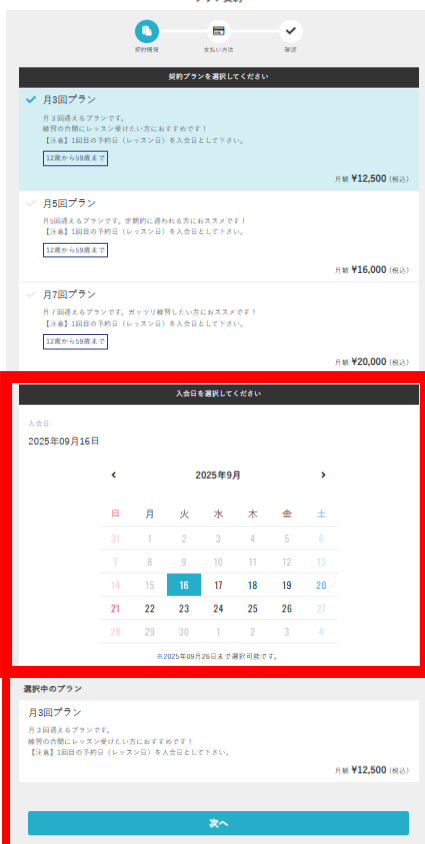 契約情報
支払い方法
確認
契約プランを選択してください
月3回プラン
月３回通えるプランです。
練習の合間にレッスン受けたい方におすすめです！
【注意】1回目の予約日（レッスン日）を入会日として下さい。
12歳から59歳まで
月額 ¥12,500 (税込)
月5回プラン
月5回通えるプランです。定期的に通われる方におススメです！
【注意】1回目の予約日（レッスン日）を入会日として下さい。
12歳から59歳まで
月額 ¥16,000 (税込)
月7回プラン
月７回通えるプランです。ガッツリ練習したい方におススメです！
【注意】1回目の予約日（レッスン日）を入会日として下さい。
12歳から59歳まで
月額 ¥20,000 (税込)
入会日を選択してください
入会日
2025年09月16日
2025年9月
日 月 火 水 木 金 土
31 1 2 3 4 5 6
7 8 9 10 11 12 13
14 15 16 17 18 19 20
21 22 23 24 25 26 27
28 29 30 1 2 3 4
※2025年09月26日まで選択可能です。
選択中のプラン
月3回プラン
月３回通えるプランです。
練習の合間にレッスン受けたい方におすすめです！
【注意】1回目の予約日（レッスン日）を入会日として下さい。
月額 ¥12,500 (税込)
次へ